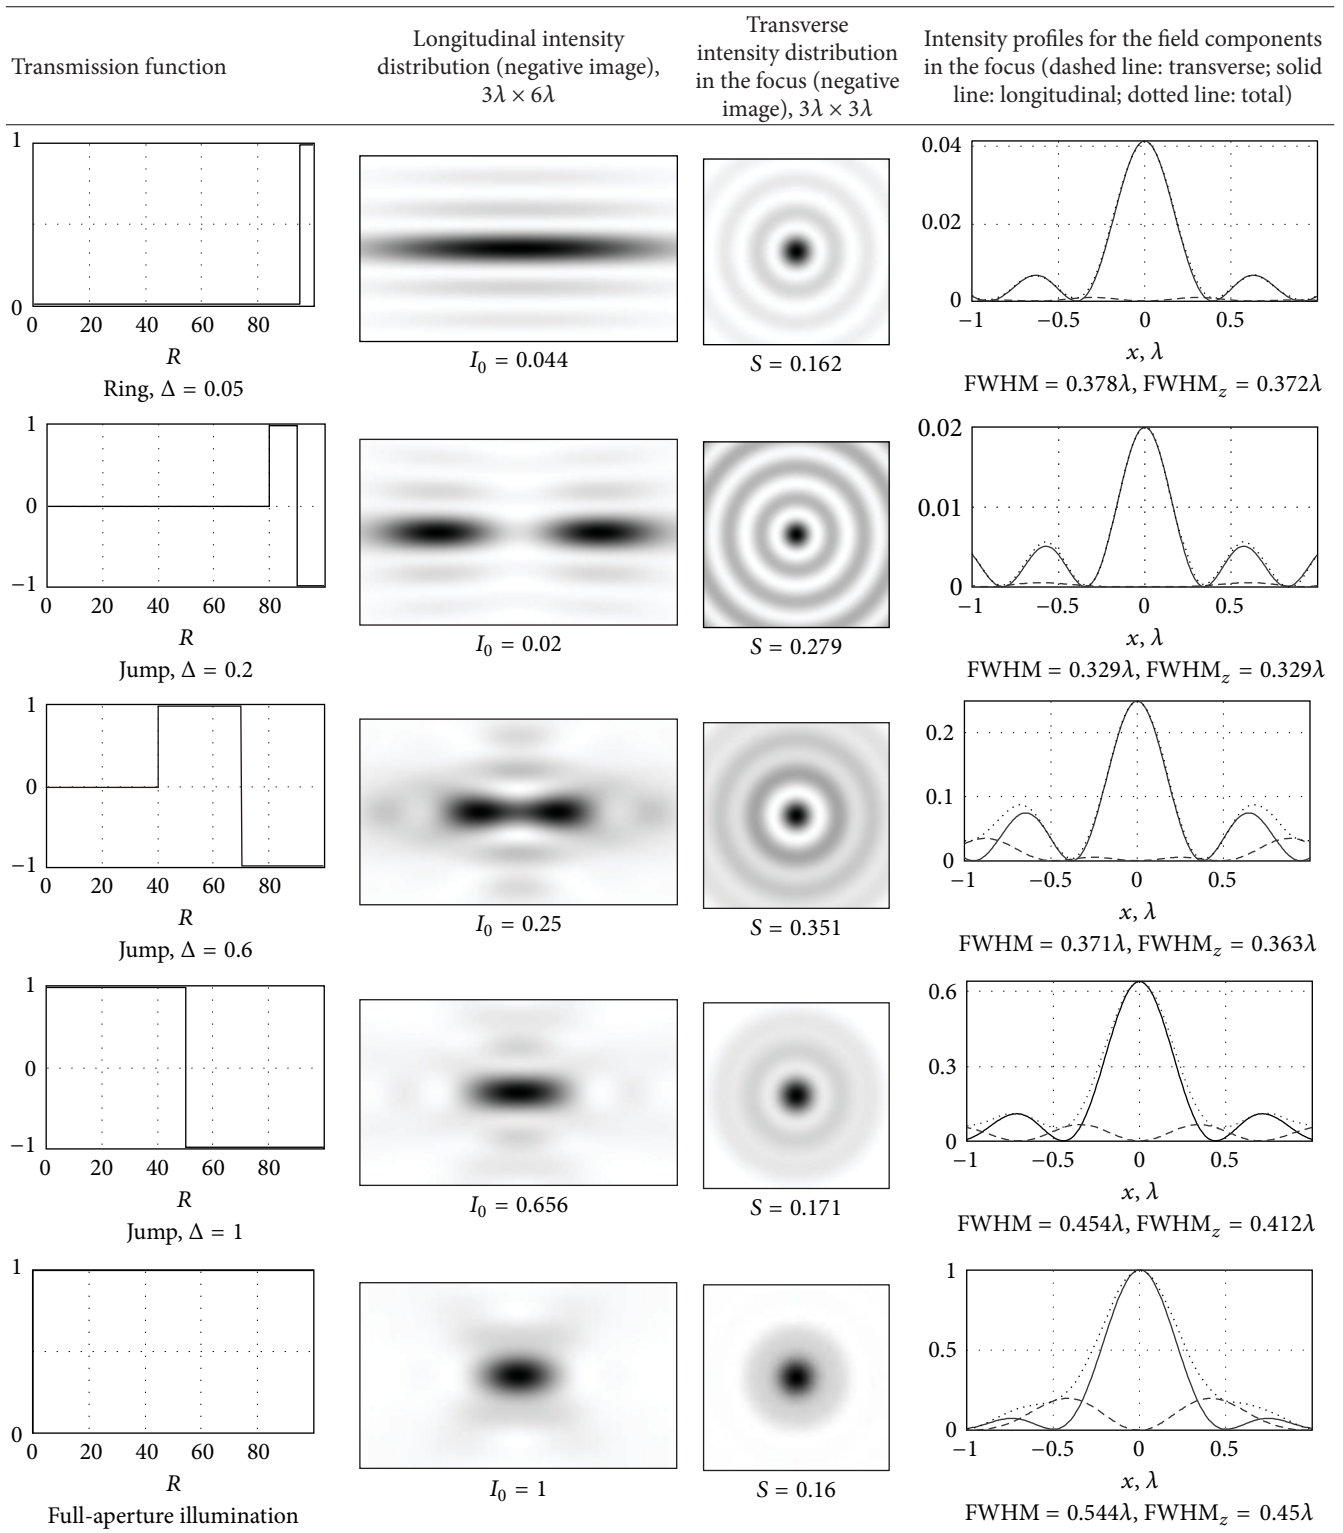 Transmission function
Longitudinal intensity
distribution (negative image),
3λ × 6λ
Transverse
intensity distribution
in the focus (negative
image), 3λ × 3λ
Intensity profiles for the field components
in the focus (dashed line: transverse; solid
line: longitudinal; dotted line: total)
1
0
0 20 40 60 80
R
Ring, Δ = 0.05
I₀ = 0.044
S = 0.162
0.04
0.02
0
−1 −0.5 0 0.5
x, λ
FWHM = 0.378λ, FWHM_z = 0.372λ
1
0
−1
0 20 40 60 80
R
Jump, Δ = 0.2
I₀ = 0.02
S = 0.279
0.02
0.01
0
−1 −0.5 0 0.5
x, λ
FWHM = 0.329λ, FWHM_z = 0.329λ
1
0
−1
0 20 40 60 80
R
Jump, Δ = 0.6
I₀ = 0.25
S = 0.351
0.2
0.1
0
−1 −0.5 0 0.5
x, λ
FWHM = 0.371λ, FWHM_z = 0.363λ
1
0
−1
0 20 40 60 80
R
Jump, Δ = 1
I₀ = 0.656
S = 0.171
0.6
0.3
0
−1 −0.5 0 0.5
x, λ
FWHM = 0.454λ, FWHM_z = 0.412λ
1
0
0 20 40 60 80
R
Full-aperture illumination
I₀ = 1
S = 0.16
1
0.5
0
−1 −0.5 0 0.5
x, λ
FWHM = 0.544λ, FWHM_z = 0.45λ